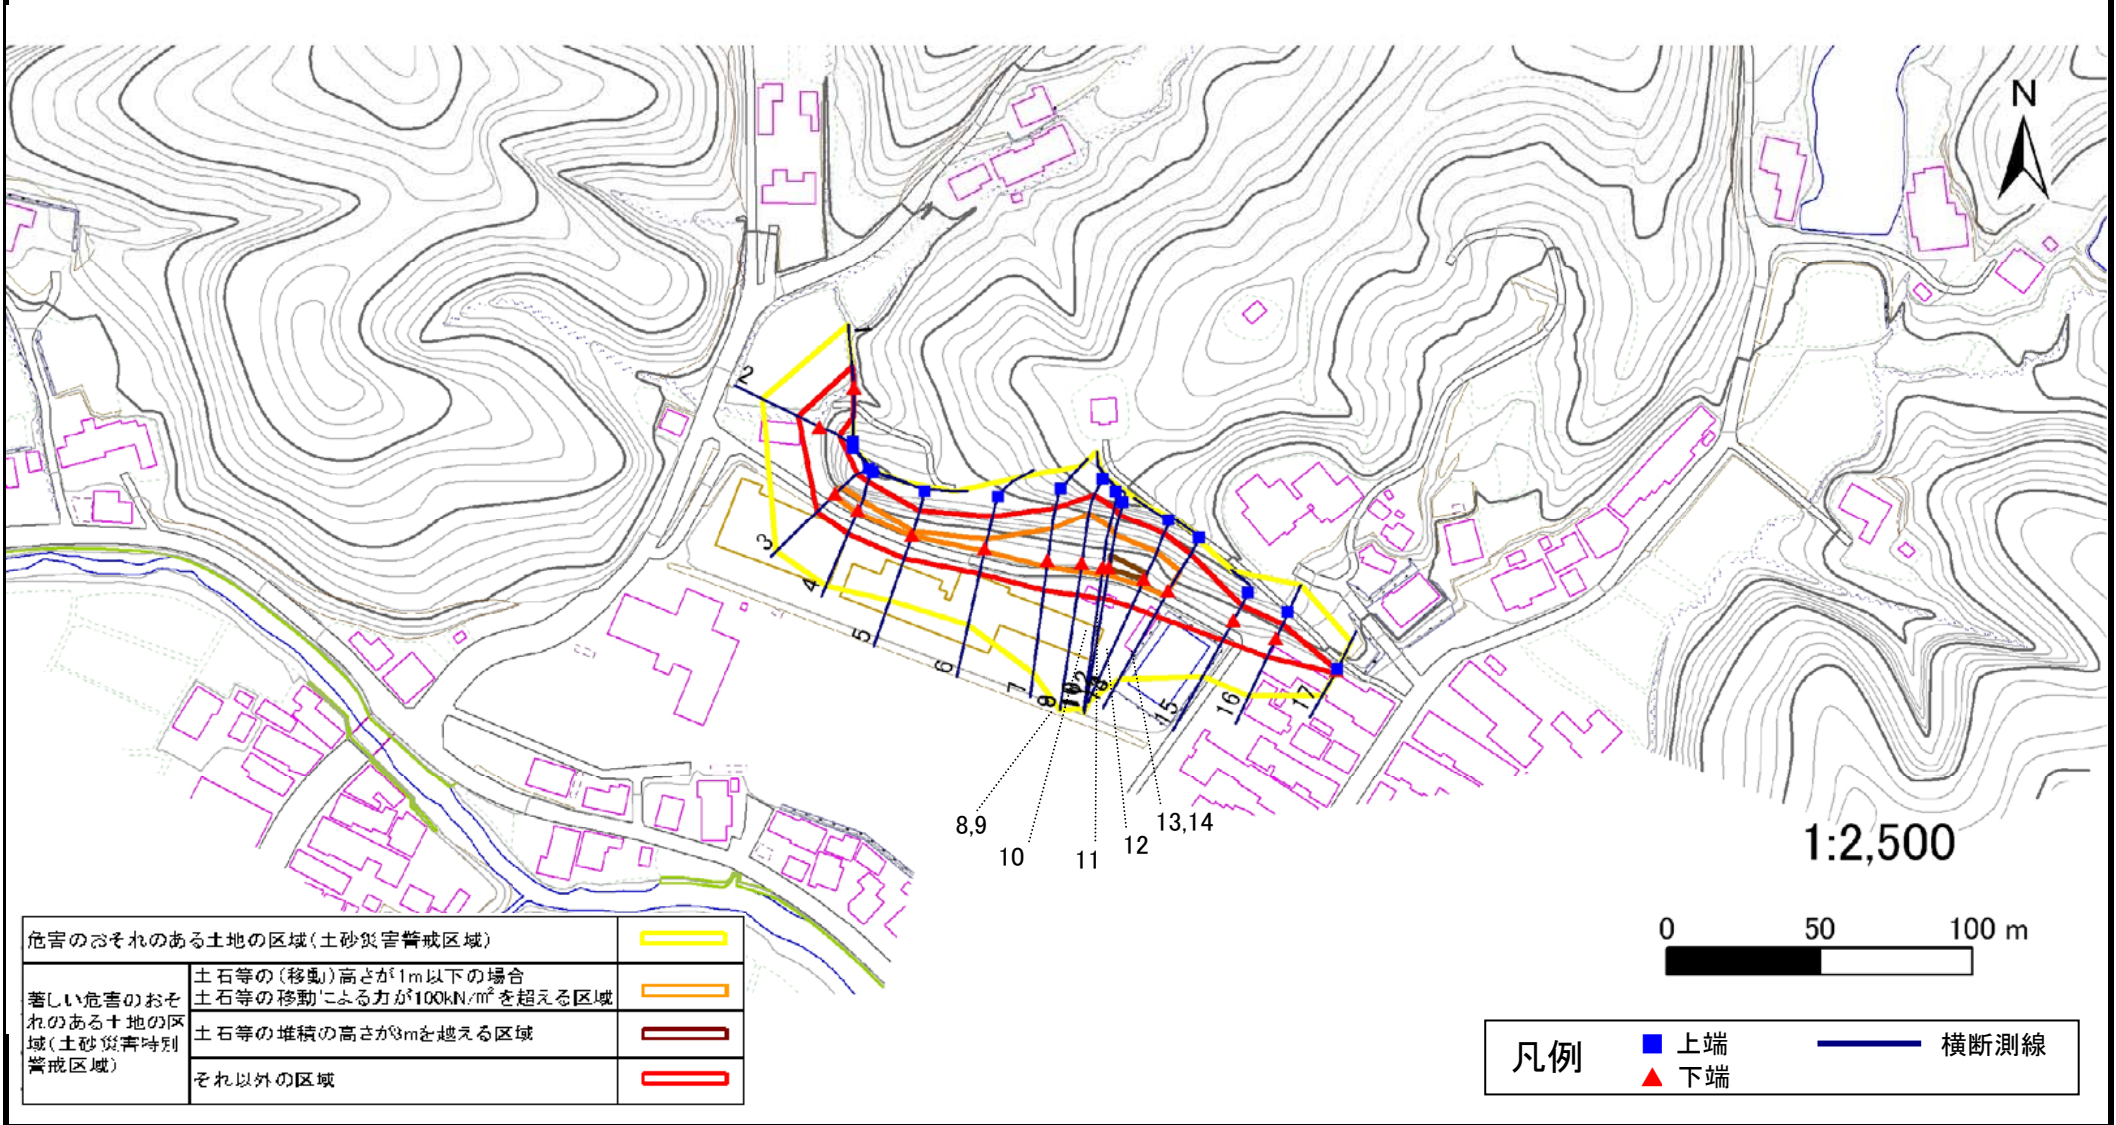 N
1
2
3
4
5
6
7
8
15
16
17
8,9
10
11
12
13,14
1:2,500
0 50 100 m
危害のおそれのある土地の区域(土砂災害警戒区域)
著しい危害のおそ
れのある土地の区
域(土砂災害特別
警戒区域)
土石等の(移動)高さが1m以下の場合
土石等の移動による力が100kN/㎡を超える区域
土石等の堆積の高さが3mを越える区域
それ以外の区域
凡例
上端
下端
横断測線